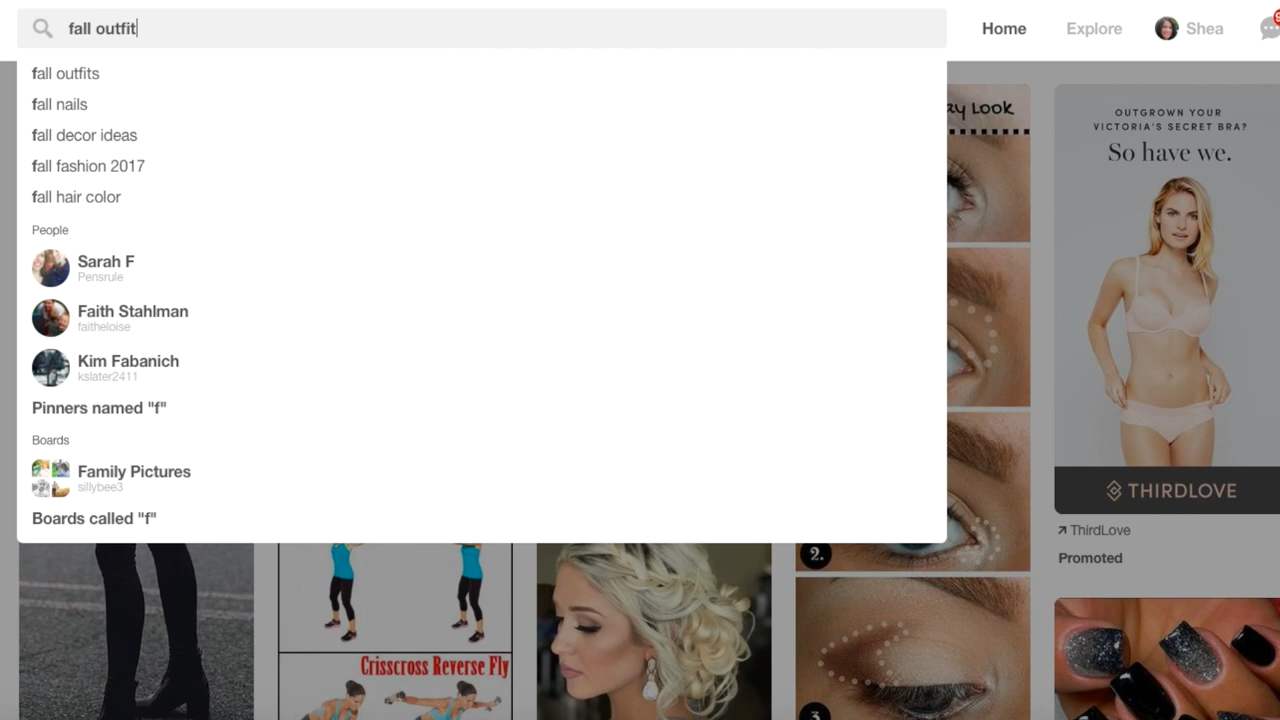 fall outfit
Home
Explore
Shea
fall outfits
fall nails
fall decor ideas
fall fashion 2017
fall hair color
People
Sarah F
Pensrule
Faith Stahlman
faitheloise
Kim Fabanich
kslater2411
Pinners named "f"
Boards
Family Pictures
sillybee3
Boards called "f"
Look
OUTGROWN YOUR
VICTORIA'S SECRET BRA?
So have we.
THIRDLOVE
ThirdLove
Promoted
2.
Crisscross Reverse Fly
3